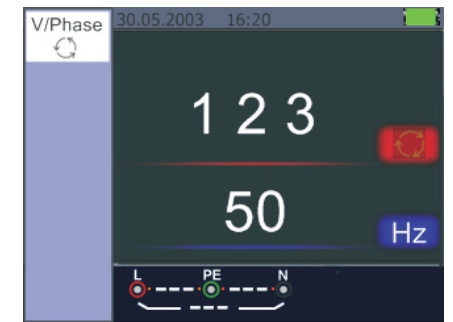 V/Phase
30.05.2003 16:20
1 2 3
50
Hz
L PE N
--- ---
---